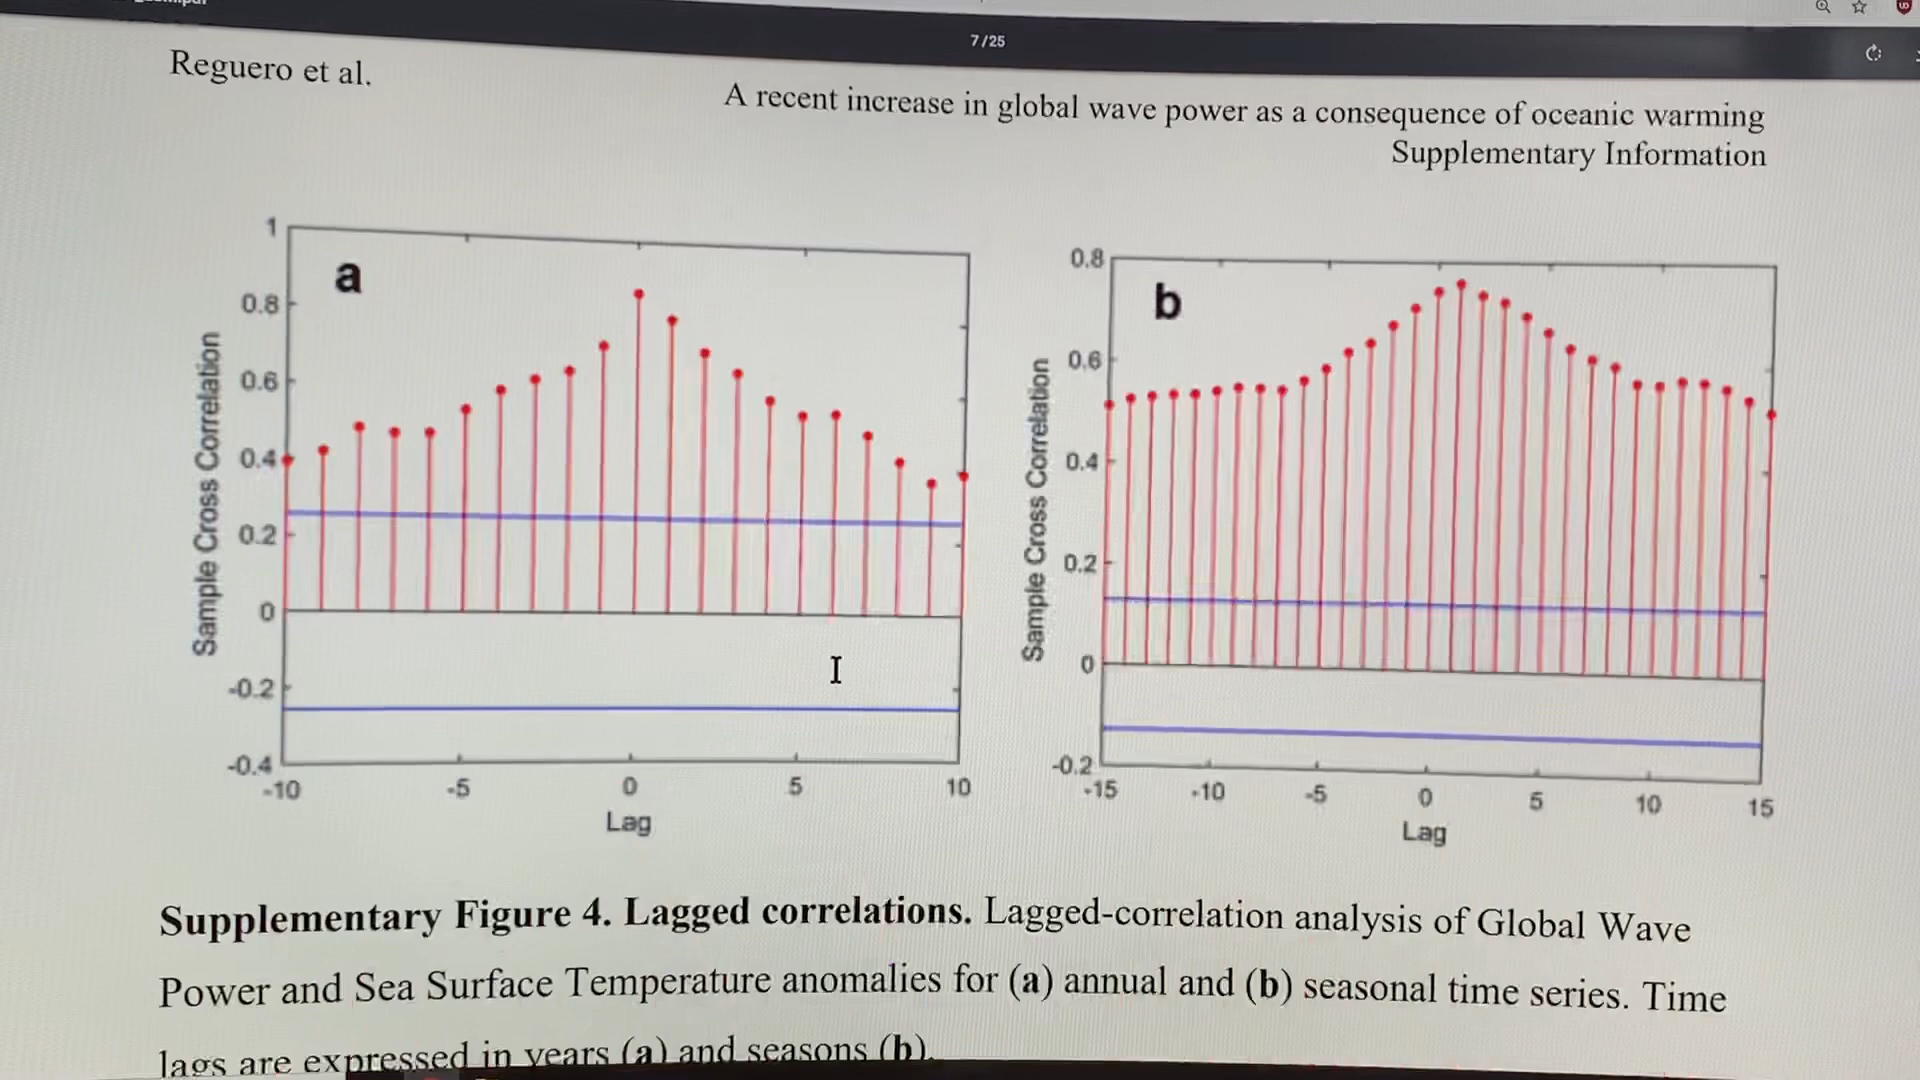 7/25
Reguero et al.
A recent increase in global wave power as a consequence of oceanic warming
Supplementary Information
a
1
0.8
0.6
0.4
0.2
0
-0.2
-0.4
Sample Cross Correlation
-10 -5 0 5 10
Lag
b
0.8
0.6
0.4
0.2
0
-0.2
Sample Cross Correlation
-15 -10 -5 0 5 10 15
Lag
Supplementary Figure 4. Lagged correlations. Lagged-correlation analysis of Global Wave
Power and Sea Surface Temperature anomalies for (a) annual and (b) seasonal time series. Time
lags are expressed in years (a) and seasons (b).